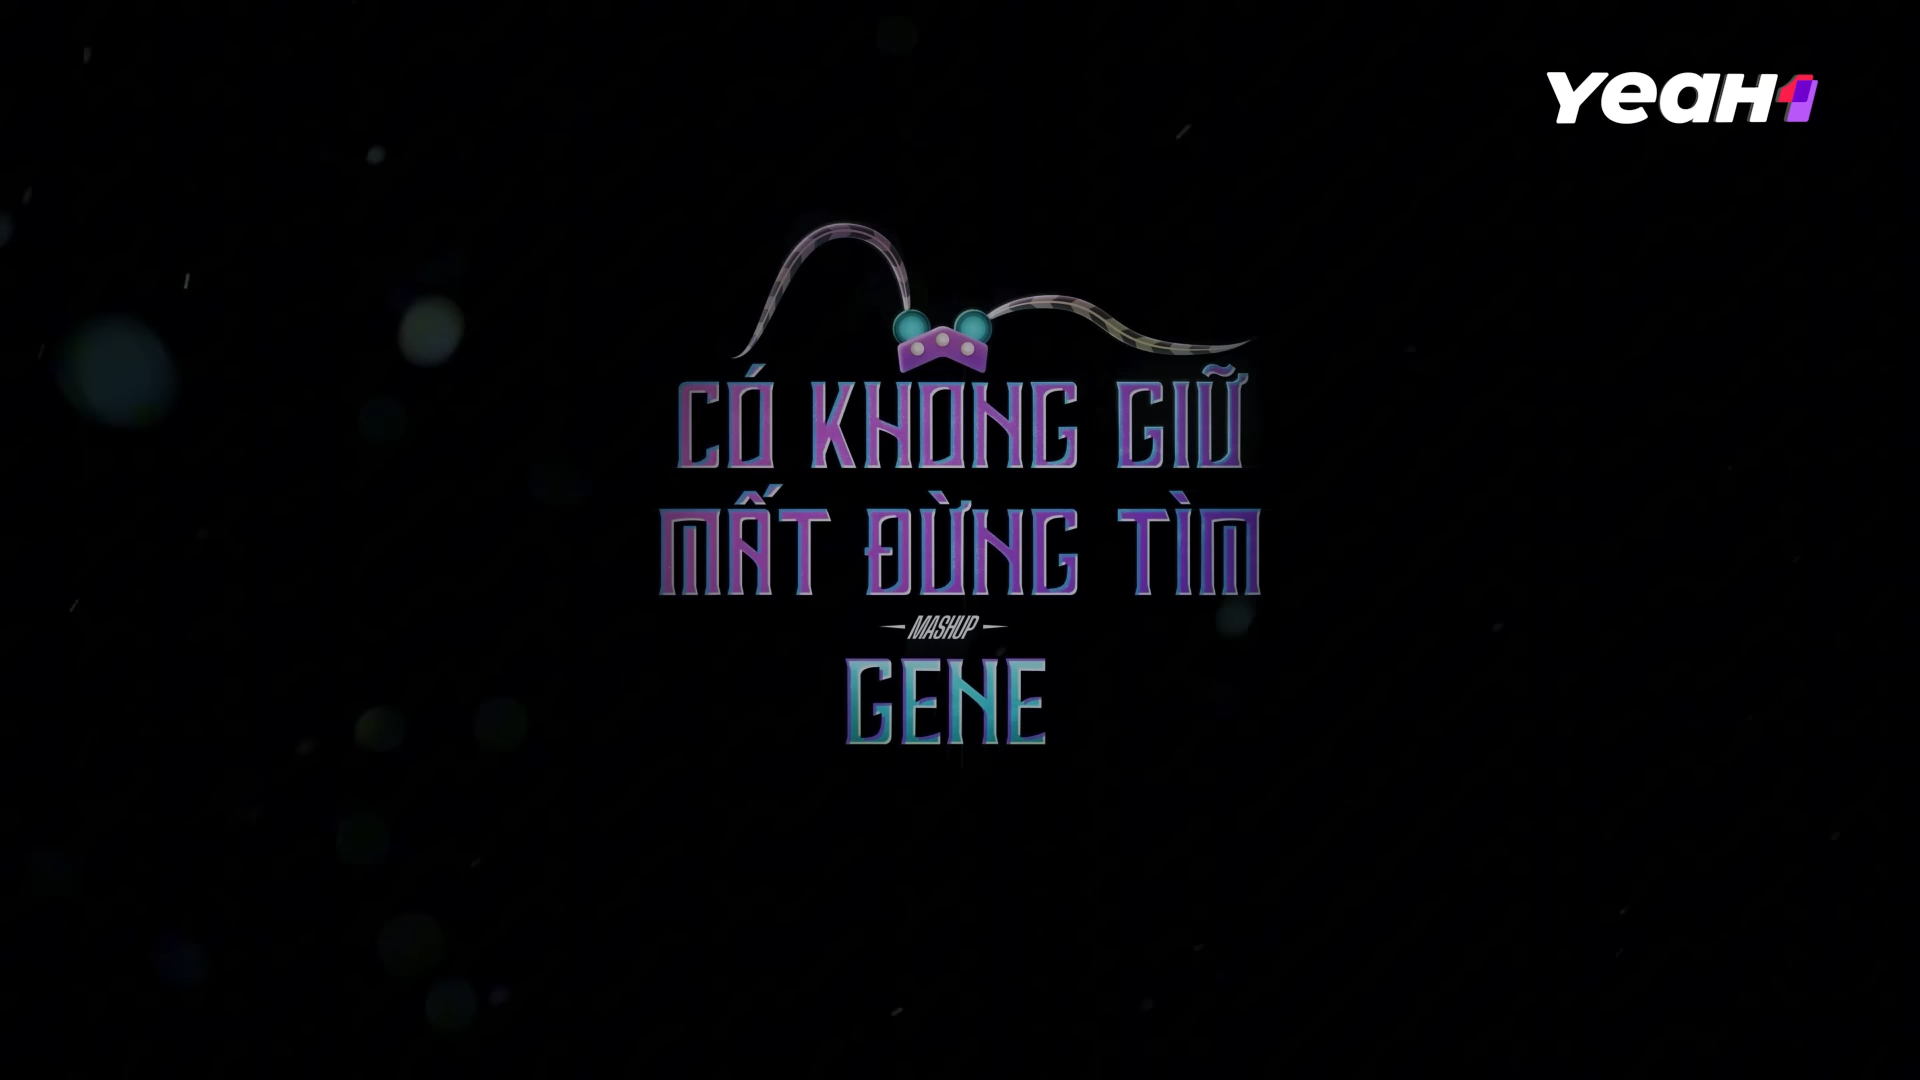 YEAH1
CÓ KHÔNG GIỮ
MẤT ĐỪNG TÌM
MASHUP
GENE